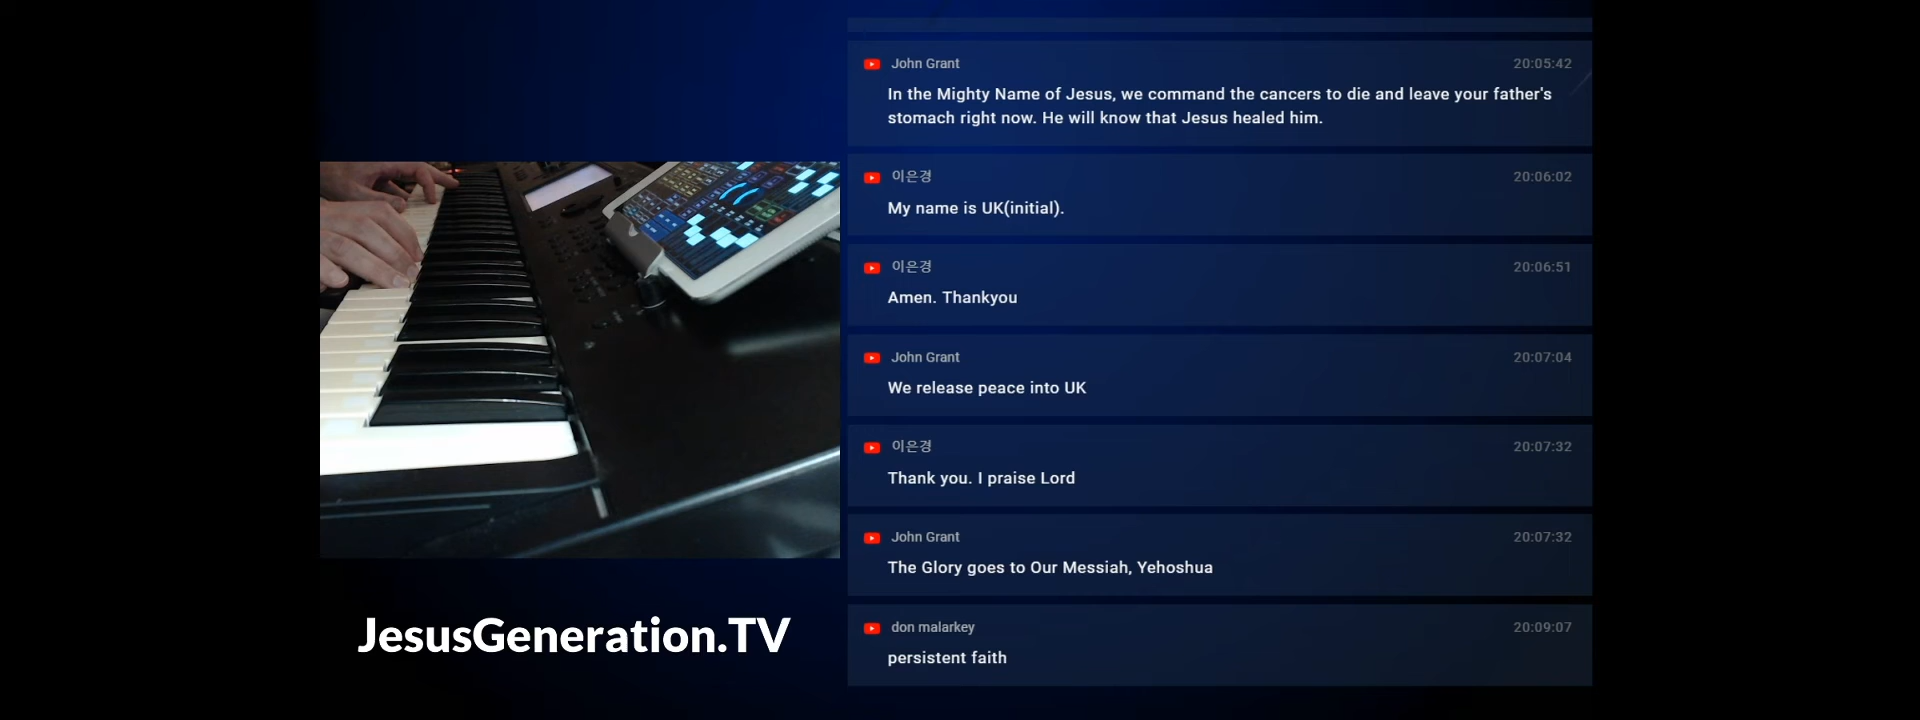 John Grant 20:05:42
In the Mighty Name of Jesus, we command the cancers to die and leave your father's
stomach right now. He will know that Jesus healed him.
이은경 20:06:02
My name is UK(initial).
이은경 20:06:51
Amen. Thankyou
John Grant 20:07:04
We release peace into UK
이은경 20:07:32
Thank you. I praise Lord
John Grant 20:07:32
The Glory goes to Our Messiah, Yehoshua
don malarkey 20:09:07
persistent faith
JesusGeneration.TV